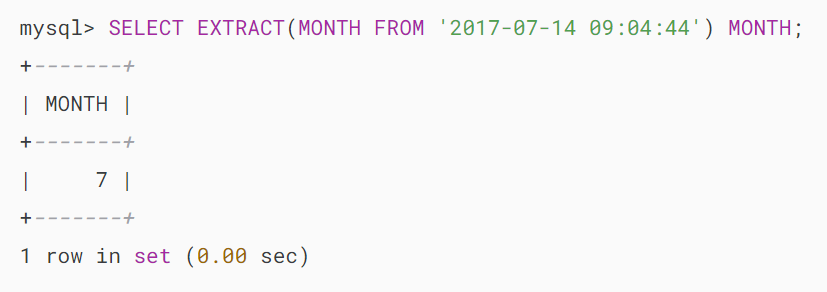 mysql> SELECT EXTRACT(MONTH FROM '2017-07-14 09:04:44') MONTH;
+-------+
| MONTH |
+-------+
|     7 |
+-------+
1 row in set (0.00 sec)